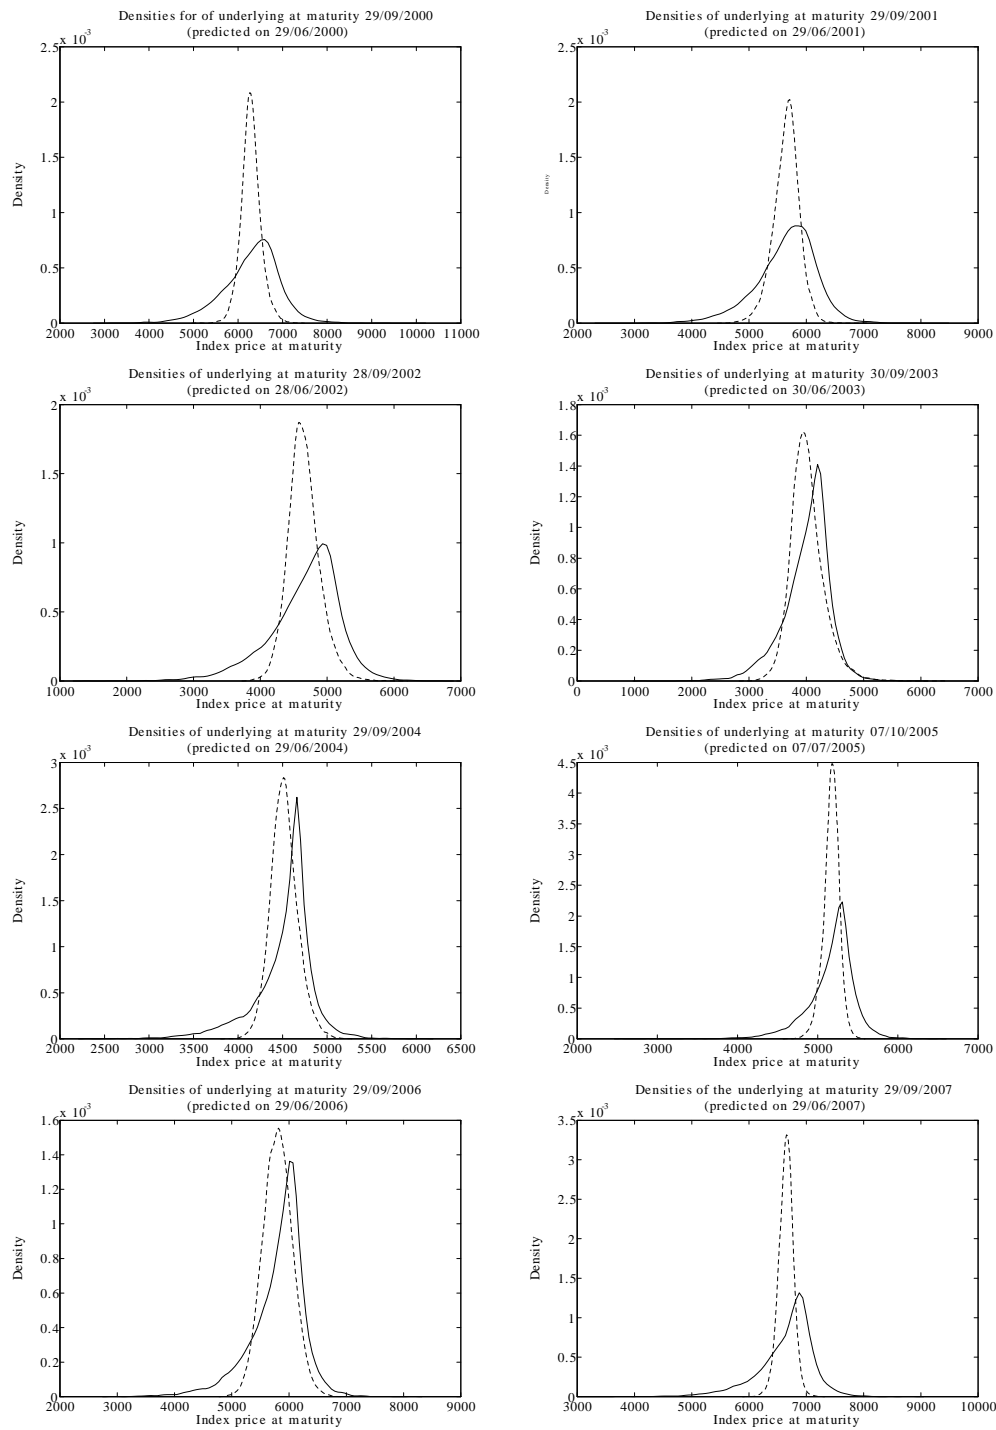 Densities for of underlying at maturity 29/09/2000
(predicted on 29/06/2000)
x 10-3
2.5
2
1.5
1
0.5
0
Density
2000 3000 4000 5000 6000 7000 8000 9000 10000 11000
Index price at maturity
Densities of underlying at maturity 29/09/2001
(predicted on 29/06/2001)
x 10-3
2.5
2
1.5
1
0.5
0
Density
2000 3000 4000 5000 6000 7000 8000 9000
Index price at maturity
Densities of underlying at maturity 28/09/2002
(predicted on 28/06/2002)
x 10-3
2
1.5
1
0.5
0
Density
1000 2000 3000 4000 5000 6000 7000
Index price at maturity
Densities of underlying at maturity 30/09/2003
(predicted on 30/06/2003)
x 10-3
1.8
1.6
1.4
1.2
1
0.8
0.6
0.4
0.2
0
Density
0 1000 2000 3000 4000 5000 6000 7000
Index price at maturity
Densities of underlying at maturity 29/09/2004
(predicted on 29/06/2004)
x 10-3
3
2.5
2
1.5
1
0.5
0
Density
2000 2500 3000 3500 4000 4500 5000 5500 6000 6500
Index price at maturity
Densities of underlying at maturity 07/10/2005
(predicted on 07/07/2005)
x 10-3
4.5
4
3.5
3
2.5
2
1.5
1
0.5
0
Density
2000 3000 4000 5000 6000 7000
Index price at maturity
Densities of underlying at maturity 29/09/2006
(predicted on 29/06/2006)
x 10-3
1.6
1.4
1.2
1
0.8
0.6
0.4
0.2
0
Density
2000 3000 4000 5000 6000 7000 8000 9000
Index price at maturity
Densities of the underlying at maturity 29/09/2007
(predicted on 29/06/2007)
x 10-3
3.5
3
2.5
2
1.5
1
0.5
0
Density
3000 4000 5000 6000 7000 8000 9000 10000
Index price at maturity